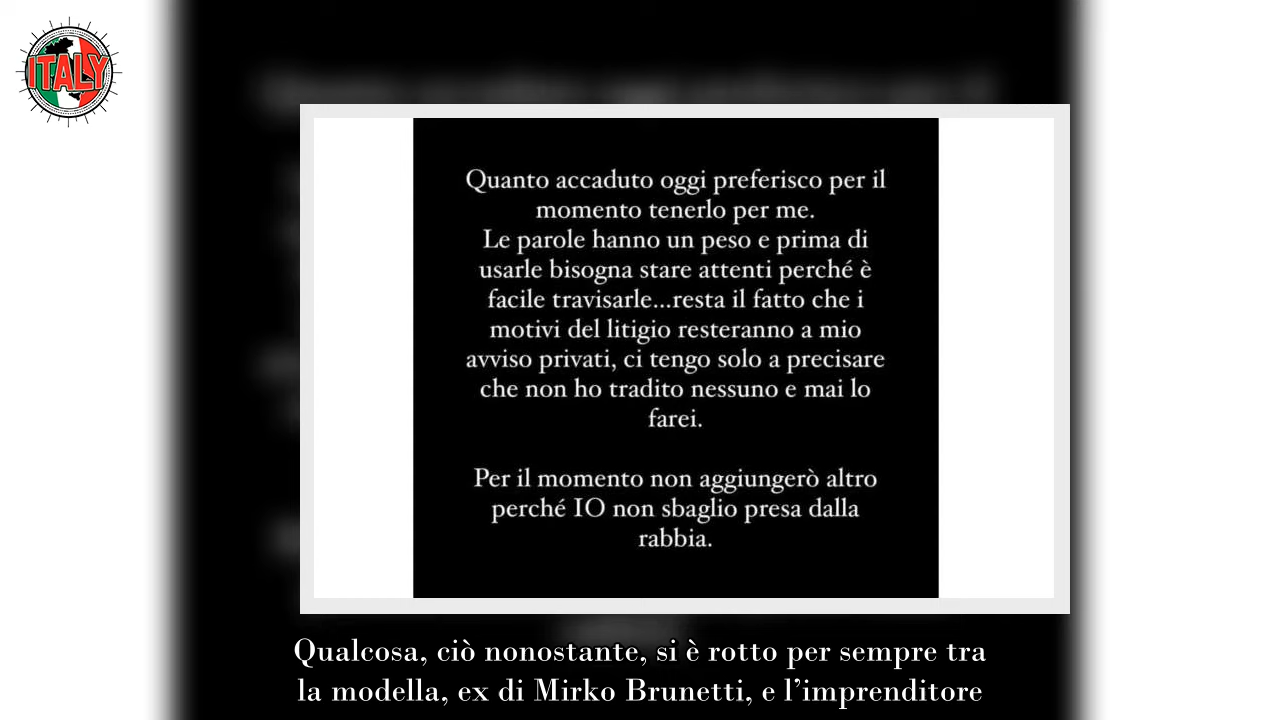 ITALY
Quanto accaduto oggi preferisco per il
momento tenerlo per me.
Le parole hanno un peso e prima di
usarle bisogna stare attenti perché è
facile travisarle...resta il fatto che i
motivi del litigio resteranno a mio
avviso privati, ci tengo solo a precisare
che non ho tradito nessuno e mai lo
farei.
Per il momento non aggiungerò altro
perché IO non sbaglio presa dalla
rabbia.
Qualcosa, ciò nonostante, si è rotto per sempre tra
la modella, ex di Mirko Brunetti, e l’imprenditore